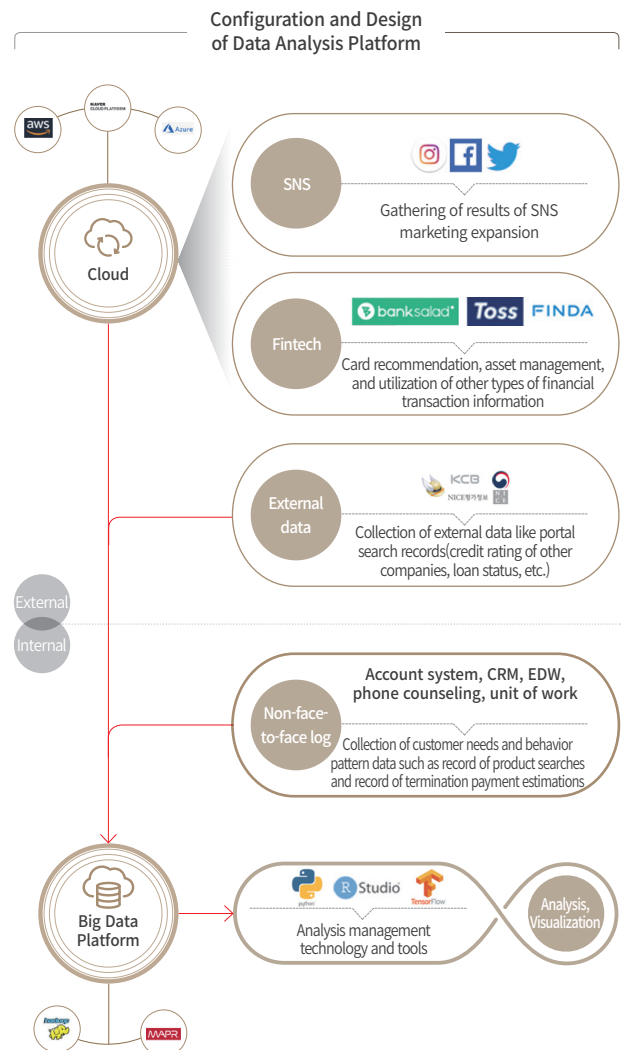 Configuration and Design
of Data Analysis Platform
aws
NAVER
CLOUD PLATFORM
Azure
Cloud
SNS
Gathering of results of SNS
marketing expansion
Fintech
banksalad
Toss
FINDA
Card recommendation, asset management,
and utilization of other types of financial
transaction information
External
data
KCB
NICE평가정보
Collection of external data like portal
search records(credit rating of other
companies, loan status, etc.)
External
Internal
Non-face-
to-face log
Account system, CRM, EDW,
phone counseling, unit of work
Collection of customer needs and behavior
pattern data such as record of product searches
and record of termination payment estimations
Big Data
Platform
python
R Studio
TensorFlow
Analysis management
technology and tools
Analysis,
Visualization
hadoop
MAPR